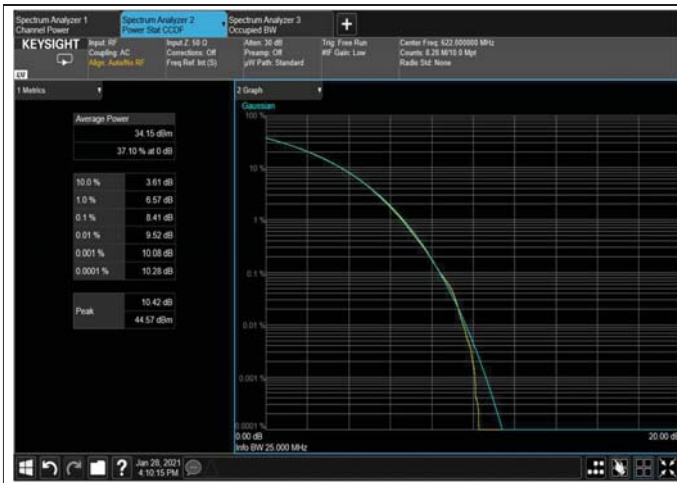 Spectrum Analyzer 1
Channel Power
Spectrum Analyzer 2
Power Stat CCDF
Spectrum Analyzer 3
Occupied BW
KEYSIGHT
Input: RF
Coupling: AC
Align: Auto/No RF
Input Z: 50 Ω
Corrections: Off
Freq Ref: Int (S)
Atten: 30 dB
Preamp: Off
µW Path: Standard
Trig: Free Run
#IF Gain: Low
Center Freq: 622.000000 MHz
Counts: 8.28 M/10.0 Mpt
Radio Std: None
1 Metrics
Average Power
34.15 dBm
37.10 % at 0 dB
10.0 % 3.61 dB
1.0 % 6.57 dB
0.1 % 8.41 dB
0.01 % 9.52 dB
0.001 % 10.08 dB
0.0001 % 10.28 dB
Peak
10.42 dB
44.57 dBm
2 Graph
Gaussian
100 %
10 %
1 %
0.1 %
0.01 %
0.001 %
0.0001 %
0.00 dB
20.00 dB
Info BW 25.000 MHz
Jan 28, 2021
4:10:15 PM